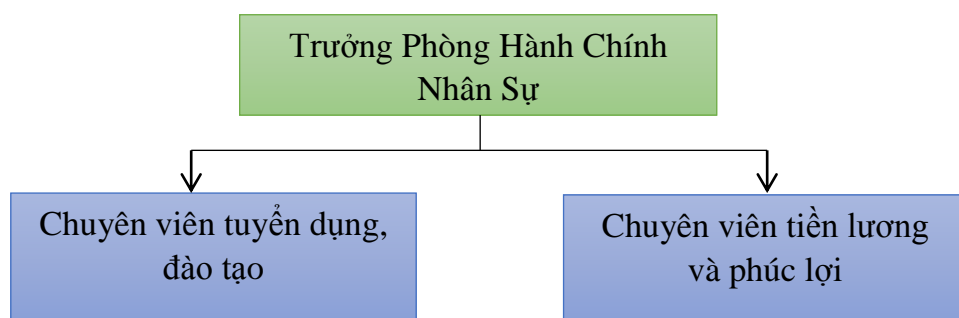 Trưởng Phòng Hành Chính
Nhân Sự
Chuyên viên tuyển dụng,
đào tạo
Chuyên viên tiền lương
và phúc lợi